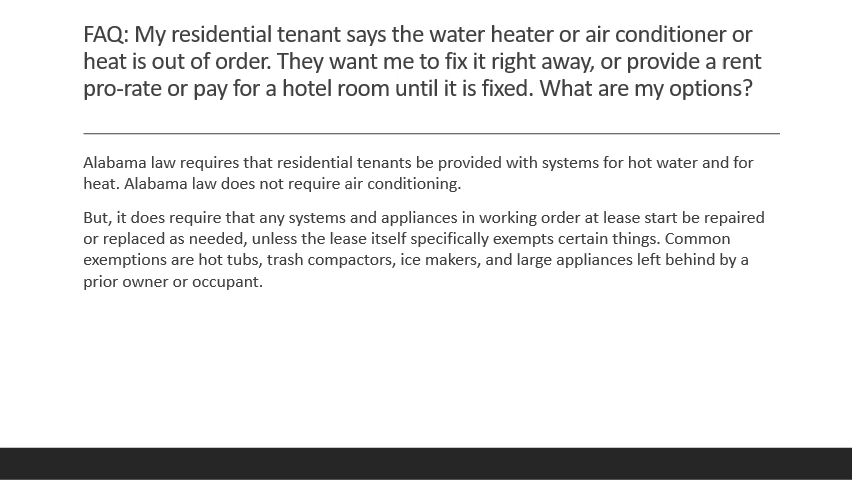 FAQ: My residential tenant says the water heater or air conditioner or
heat is out of order. They want me to fix it right away, or provide a rent
pro-rate or pay for a hotel room until it is fixed. What are my options?
Alabama law requires that residential tenants be provided with systems for hot water and for
heat. Alabama law does not require air conditioning.
But, it does require that any systems and appliances in working order at lease start be repaired
or replaced as needed, unless the lease itself specifically exempts certain things. Common
exemptions are hot tubs, trash compactors, ice makers, and large appliances left behind by a
prior owner or occupant.